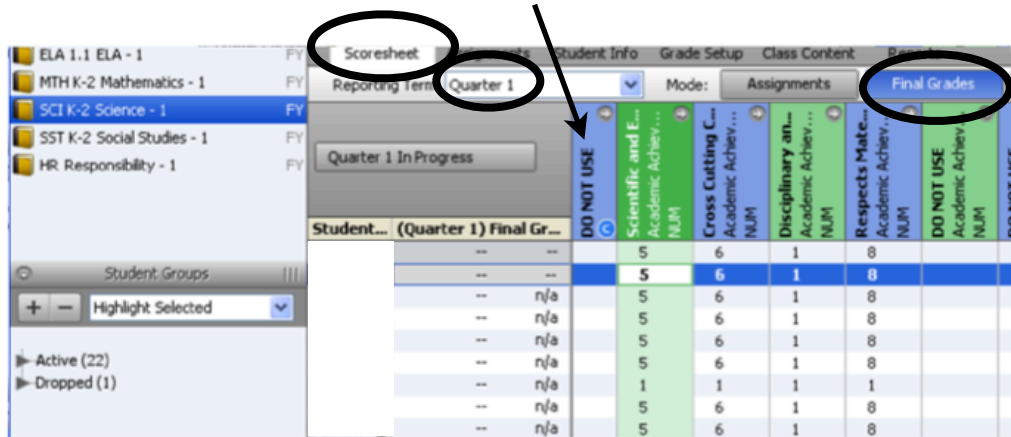 ELA 1.1 ELA - 1 FY
MTH K-2 Mathematics - 1 FY
SCI K-2 Science - 1 FY
SST K-2 Social Studies - 1 FY
HR Responsibility - 1 FY
Scoresheet Student Info Grade Setup Class Content
Reporting Term Quarter 1 Mode: Assignments Final Grades
Quarter 1 In Progress
DO NOT USE
Scientific and E...
Academic Achiev...
NUM
Cross Cutting C...
Academic Achiev...
NUM
Disciplinary an...
Academic Achiev...
NUM
Respects Mate...
Academic Achiev...
NUM
DO NOT USE
Academic Achiev...
NUM
Student... (Quarter 1) Final Gr...
-- -- 5 6 1 8
-- -- 5 6 1 8
-- n/a 5 6 1 8
-- n/a 5 6 1 8
-- n/a 5 6 1 8
-- n/a 5 6 1 8
-- n/a 1 1 1 1
-- n/a 5 6 1 8
-- n/a 5 6 1 8
Student Groups
+ - Highlight Selected
Active (22)
Dropped (1)